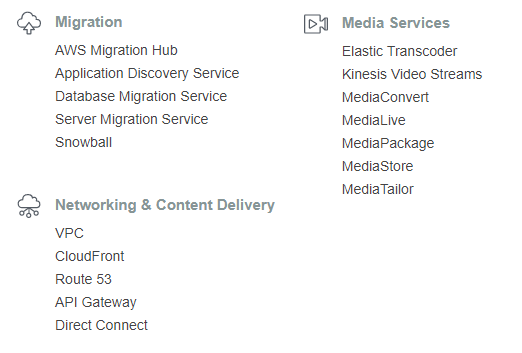 Migration
AWS Migration Hub
Application Discovery Service
Database Migration Service
Server Migration Service
Snowball
Networking & Content Delivery
VPC
CloudFront
Route 53
API Gateway
Direct Connect
Media Services
Elastic Transcoder
Kinesis Video Streams
MediaConvert
MediaLive
MediaPackage
MediaStore
MediaTailor